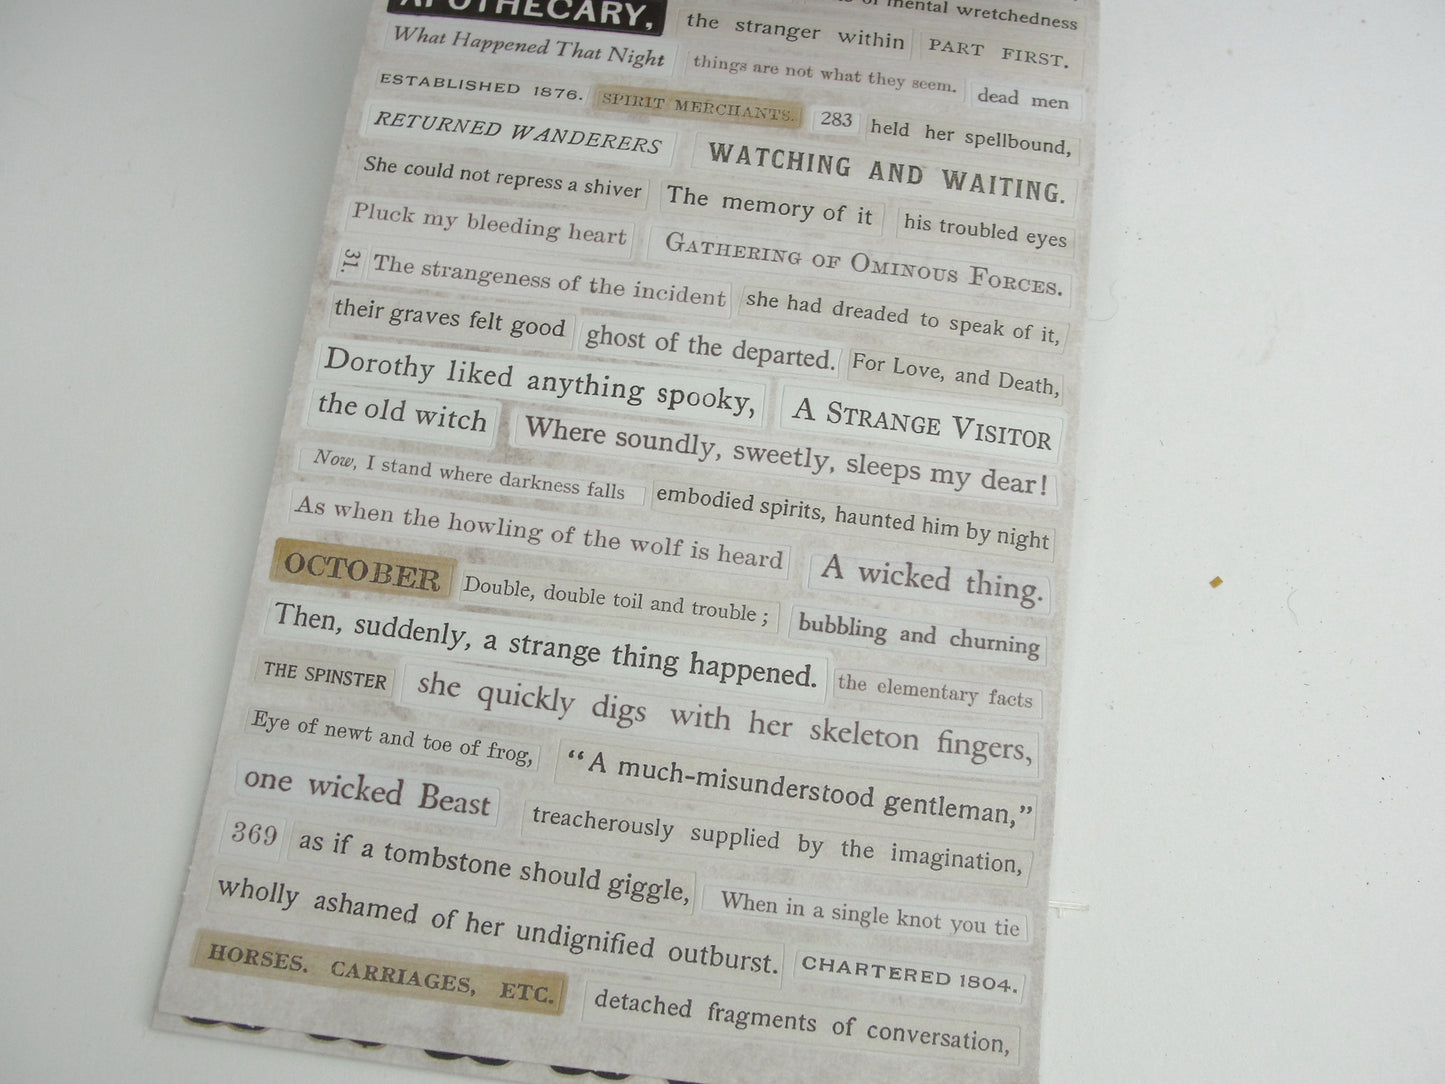 APOTHECARY,
mental wretchedness
What Happened That Night
the stranger within
PART FIRST.
things are not what they seem.
dead men
ESTABLISHED 1876.
SPIRIT MERCHANTS.
283
held her spellbound,
RETURNED WANDERERS
WATCHING AND WAITING.
She could not repress a shiver
The memory of it
his troubled eyes
Pluck my bleeding heart
GATHERING OF OMINOUS FORCES.
31.
The strangeness of the incident
she had dreaded to speak of it,
their graves felt good
ghost of the departed.
For Love, and Death,
Dorothy liked anything spooky,
A STRANGE VISITOR
the old witch
Where soundly, sweetly, sleeps my dear!
Now, I stand where darkness falls
embodied spirits, haunted him by night
As when the howling of the wolf is heard
A wicked thing.
OCTOBER
Double, double toil and trouble ;
bubbling and churning
Then, suddenly, a strange thing happened.
the elementary facts
THE SPINSTER
she quickly digs with her skeleton fingers,
Eye of newt and toe of frog,
“A much-misunderstood gentleman,”
one wicked Beast
treacherously supplied by the imagination,
369
as if a tombstone should giggle,
When in a single knot you tie
wholly ashamed of her undignified outburst.
CHARTERED 1804.
HORSES. CARRIAGES, ETC.
detached fragments of conversation,